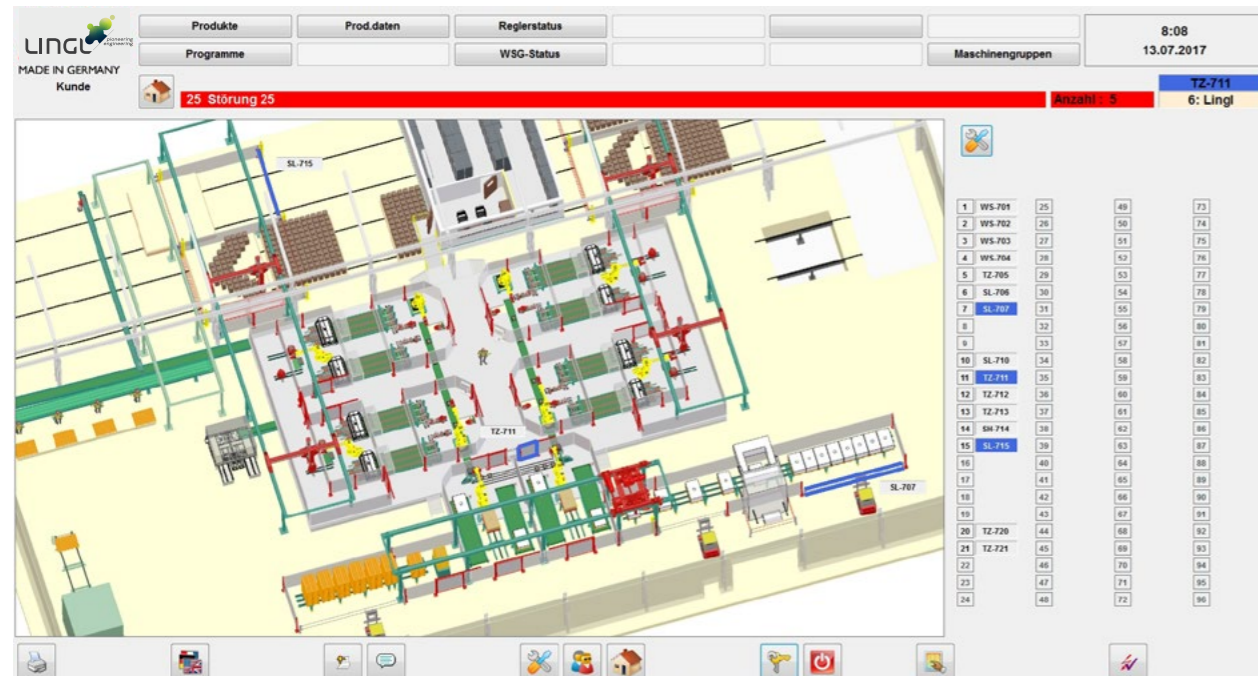 LINGL pioneering engineering
MADE IN GERMANY
Kunde
Produkte
Prod.daten
Reglerstatus
Programme
WSG-Status
Maschinengruppen
8:08
13.07.2017
25 Störung 25
Anzahl : 5
TZ-711
6: Lingl
SL-715
TZ-711
SL-707
1 WS-701 25 49 73
2 WS-702 26 50 74
3 WS-703 27 51 75
4 WS-704 28 52 76
5 TZ-705 29 53 77
6 SL-706 30 54 78
7 SL-707 31 55 79
8 32 56 80
9 33 57 81
10 SL-710 34 58 82
11 TZ-711 35 59 83
12 TZ-712 36 60 84
13 TZ-713 37 61 85
14 SH-714 38 62 86
15 SL-715 39 63 87
16 40 64 88
17 41 65 89
18 42 66 90
19 43 67 91
20 TZ-720 44 68 92
21 TZ-721 45 69 93
22 46 70 94
23 47 71 95
24 48 72 96